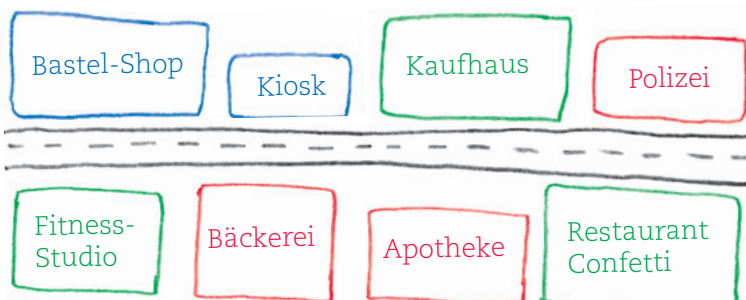 Bastel-Shop
Kiosk
Kaufhaus
Polizei
Fitness-
Studio
Bäckerei
Apotheke
Restaurant
Confetti